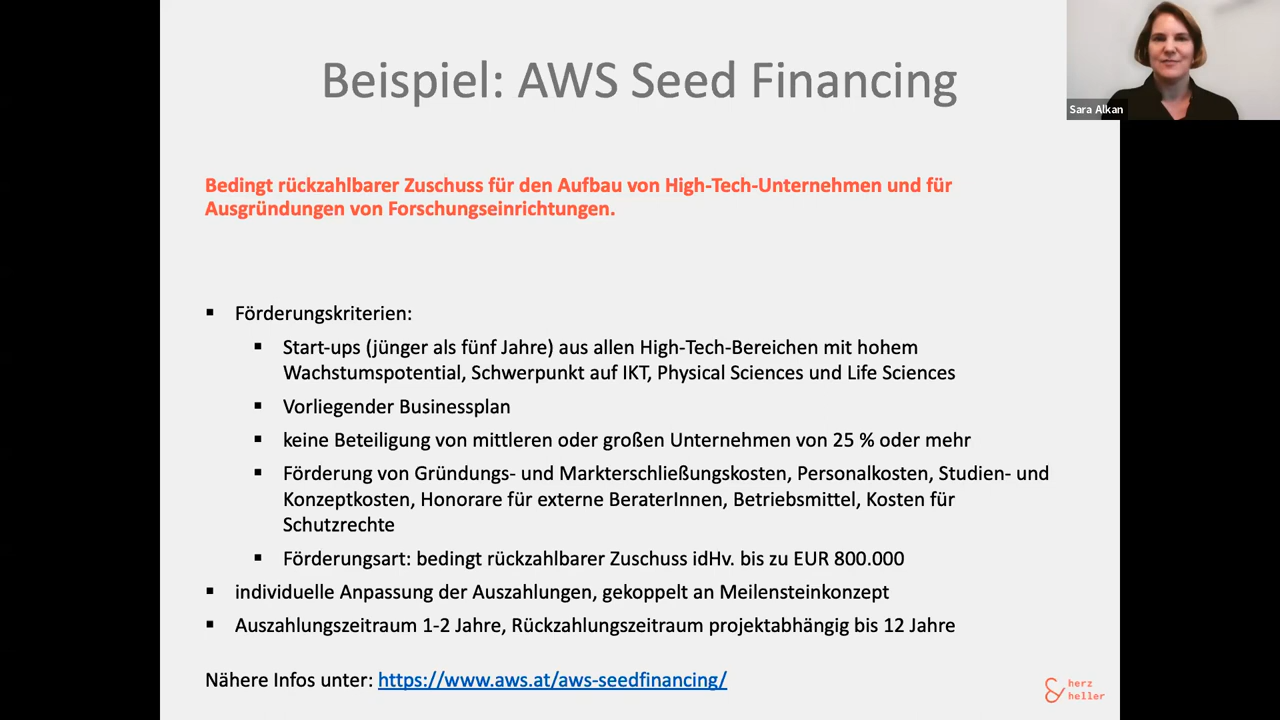 Beispiel: AWS Seed Financing
Sara Alkan
Bedingt rückzahlbarer Zuschuss für den Aufbau von High-Tech-Unternehmen und für
Ausgründungen von Forschungseinrichtungen.
▪ Förderungskriterien:
▪ Start-ups (jünger als fünf Jahre) aus allen High-Tech-Bereichen mit hohem
Wachstumspotential, Schwerpunkt auf IKT, Physical Sciences und Life Sciences
▪ Vorliegender Businessplan
▪ keine Beteiligung von mittleren oder großen Unternehmen von 25 % oder mehr
▪ Förderung von Gründungs- und Markterschließungskosten, Personalkosten, Studien- und
Konzeptkosten, Honorare für externe BeraterInnen, Betriebsmittel, Kosten für
Schutzrechte
▪ Förderungsart: bedingt rückzahlbarer Zuschuss idHv. bis zu EUR 800.000
▪ individuelle Anpassung der Auszahlungen, gekoppelt an Meilensteinkonzept
▪ Auszahlungszeitraum 1-2 Jahre, Rückzahlungszeitraum projektabhängig bis 12 Jahre
Nähere Infos unter: https://www.aws.at/aws-seedfinancing/
& herz
heller